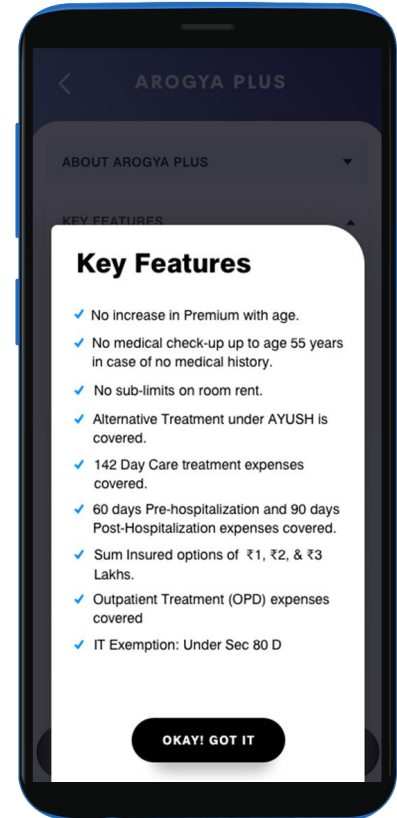 AROGYA PLUS
ABOUT AROGYA PLUS
KEY FEATURES
Key Features
No increase in Premium with age.
No medical check-up up to age 55 years
in case of no medical history.
No sub-limits on room rent.
Alternative Treatment under AYUSH is
covered.
142 Day Care treatment expenses
covered.
60 days Pre-hospitalization and 90 days
Post-Hospitalization expenses covered.
Sum Insured options of ₹1, ₹2, & ₹3
Lakhs.
Outpatient Treatment (OPD) expenses
covered
IT Exemption: Under Sec 80 D
OKAY! GOT IT